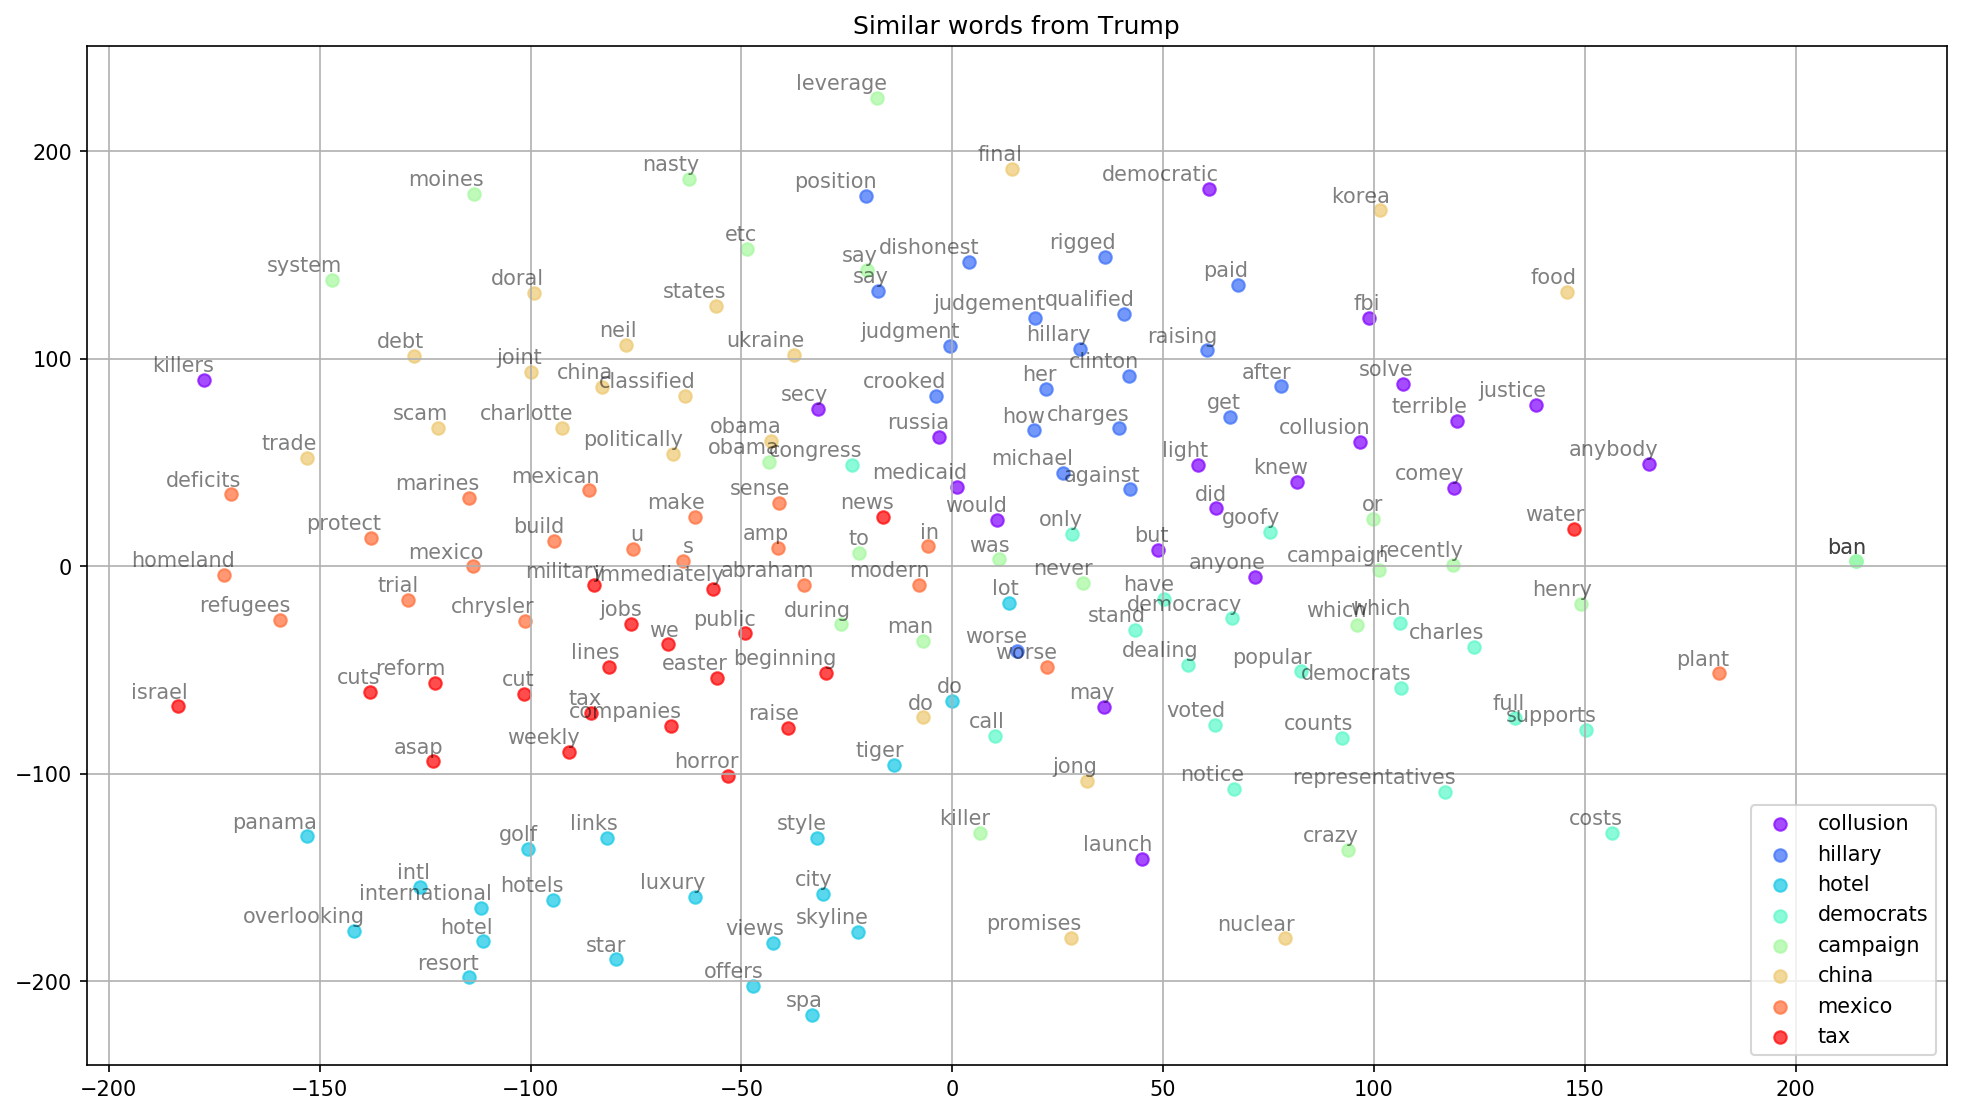 Similar words from Trump
leverage
final
nasty
democratic
moines
position
korea
etc
rigged
dishonest
say
system
say
paid
food
doral
states
judgement
qualified
fbi
neil
judgment
hillary
raising
debt
ukraine
joint
clinton
killers
china
classified
crooked
her
after
solve
secy
justice
scam
charlotte
how
charges
get
terrible
obama
russia
trade
politically
obama
congress
collusion
michael
light
anybody
deficits
marines
mexican
medicaid
against
knew
comey
make
sense
news
would
did
or
protect
build
u
amp
to
in
only
goofy
water
homeland
mexico
s
was
but
campaign
recently
ban
military
immediately
abraham
modern
never
anyone
trial
lot
have
henry
refugees
chrysler
jobs
public
during
stand
democracy
which
which
we
man
worse
charles
lines
easter
beginning
worse
dealing
popular
plant
israel
cuts
reform
cut
democrats
tax
companies
raise
do
do
may
voted
full
supports
weekly
call
counts
asap
horror
tiger
jong
notice
representatives
panama
golf
links
style
killer
launch
crazy
costs
intl
international
hotels
luxury
city
overlooking
hotel
views
skyline
promises
nuclear
resort
star
offers
spa
200
100
0
−100
−200
−200
−150
−100
−50
0
50
100
150
200
collusion
hillary
hotel
democrats
campaign
china
mexico
tax